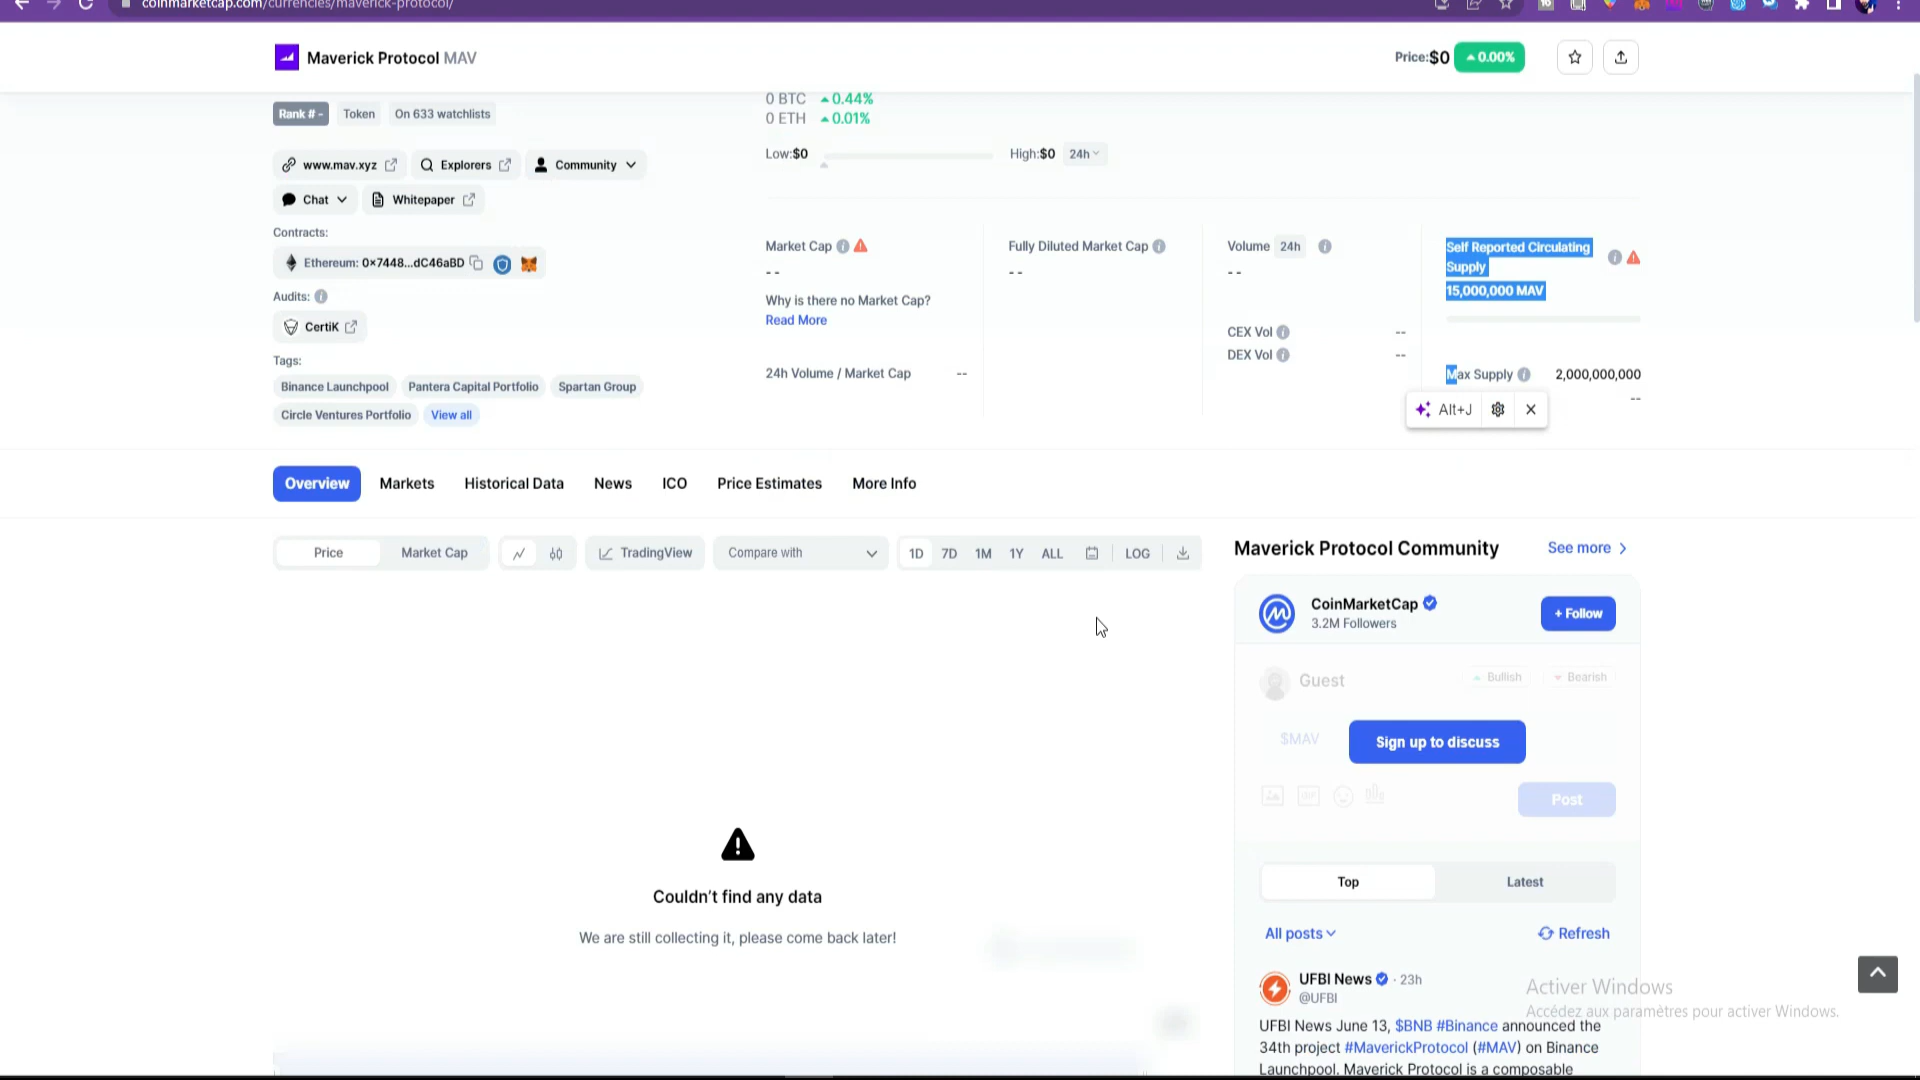 coinmarketcap.com/currencies/maverick-protocol/
Maverick Protocol MAV
Price:$0 0.00%
Rank # -
Token
On 633 watchlists
0 BTC 0.44%
0 ETH 0.01%
Low:$0
High:$0
24h
www.mav.xyz
Explorers
Community
Chat
Whitepaper
Contracts:
Ethereum: 0x7448...dC46aBD
Audits:
CertiK
Tags:
Binance Launchpool
Pantera Capital Portfolio
Spartan Group
Circle Ventures Portfolio
View all
Market Cap
- -
Why is there no Market Cap?
Read More
24h Volume / Market Cap
--
Fully Diluted Market Cap
- -
Volume 24h
- -
CEX Vol
--
DEX Vol
--
Self Reported Circulating
Supply
15,000,000 MAV
Max Supply
2,000,000,000
--
Alt+J
Overview
Markets
Historical Data
News
ICO
Price Estimates
More Info
Price
Market Cap
TradingView
Compare with
1D
7D
1M
1Y
ALL
LOG
Couldn't find any data
We are still collecting it, please come back later!
Maverick Protocol Community
See more
CoinMarketCap
3.2M Followers
+ Follow
Guest
Bullish
Bearish
$MAV
Sign up to discuss
GIF
Post
Top
Latest
All posts
Refresh
UFBI News · 23h
@UFBI
UFBI News June 13, $BNB #Binance announced the
34th project #MaverickProtocol (#MAV) on Binance
Launchpool. Maverick Protocol is a composable
Activer Windows
Accédez aux paramètres pour activer Windows.